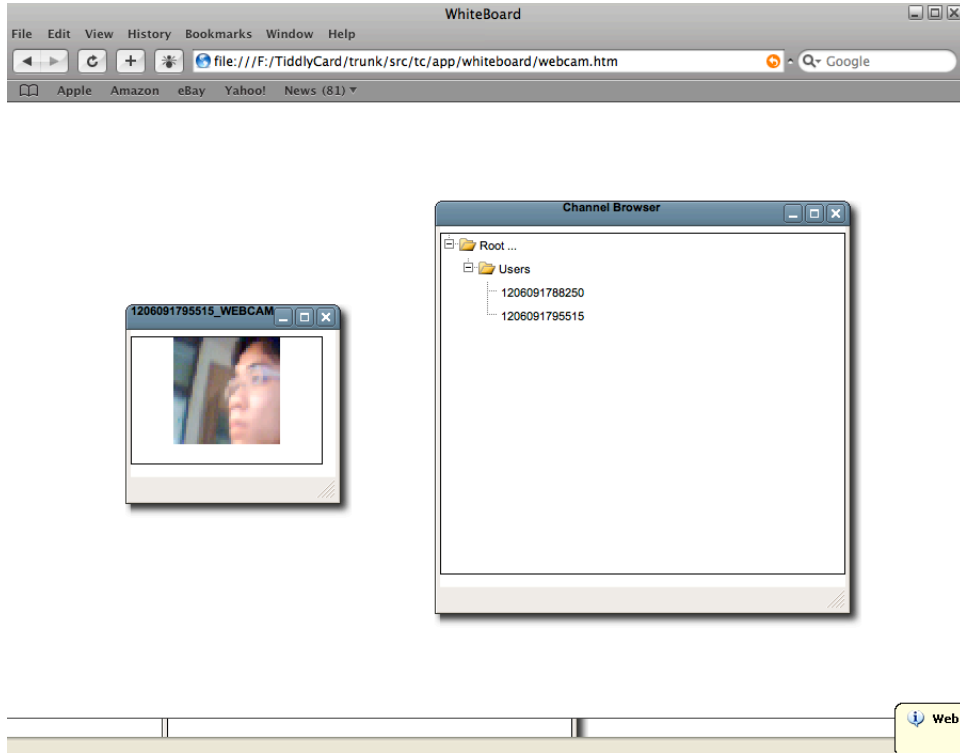 WhiteBoard
File Edit View History Bookmarks Window Help
file:///F:/TiddlyCard/trunk/src/tc/app/whiteboard/webcam.htm
Google
Apple Amazon eBay Yahoo! News (81)
Channel Browser
Root ...
Users
1206091788250
1206091795515
1206091795515_WEBCAM
Web